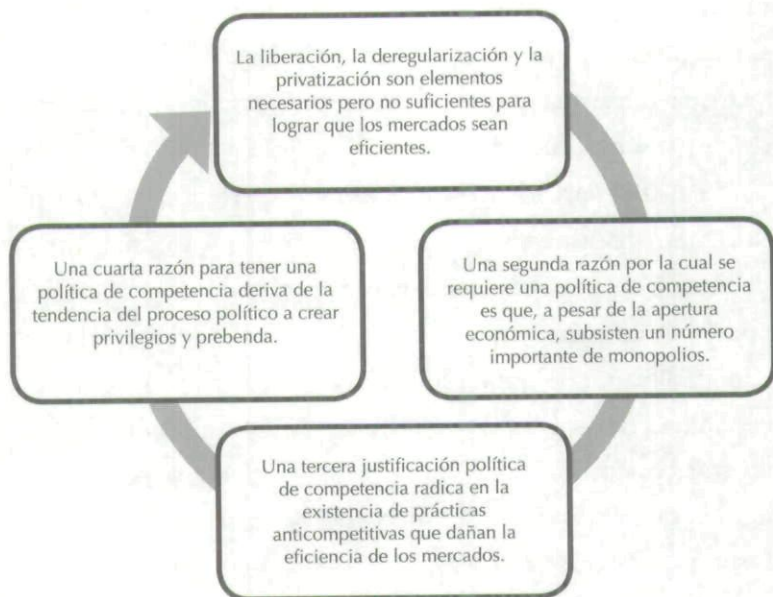 La liberación, la deregularización y la
privatización son elementos
necesarios pero no suficientes para
lograr que los mercados sean
eficientes.
Una segunda razón por la cual se
requiere una política de competencia
es que, a pesar de la apertura
económica, subsisten un número
importante de monopolios.
Una tercera justificación política
de competencia radica en la
existencia de prácticas
anticompetitivas que dañan la
eficiencia de los mercados.
Una cuarta razón para tener una
política de competencia deriva de la
tendencia del proceso político a crear
privilegios y prebenda.